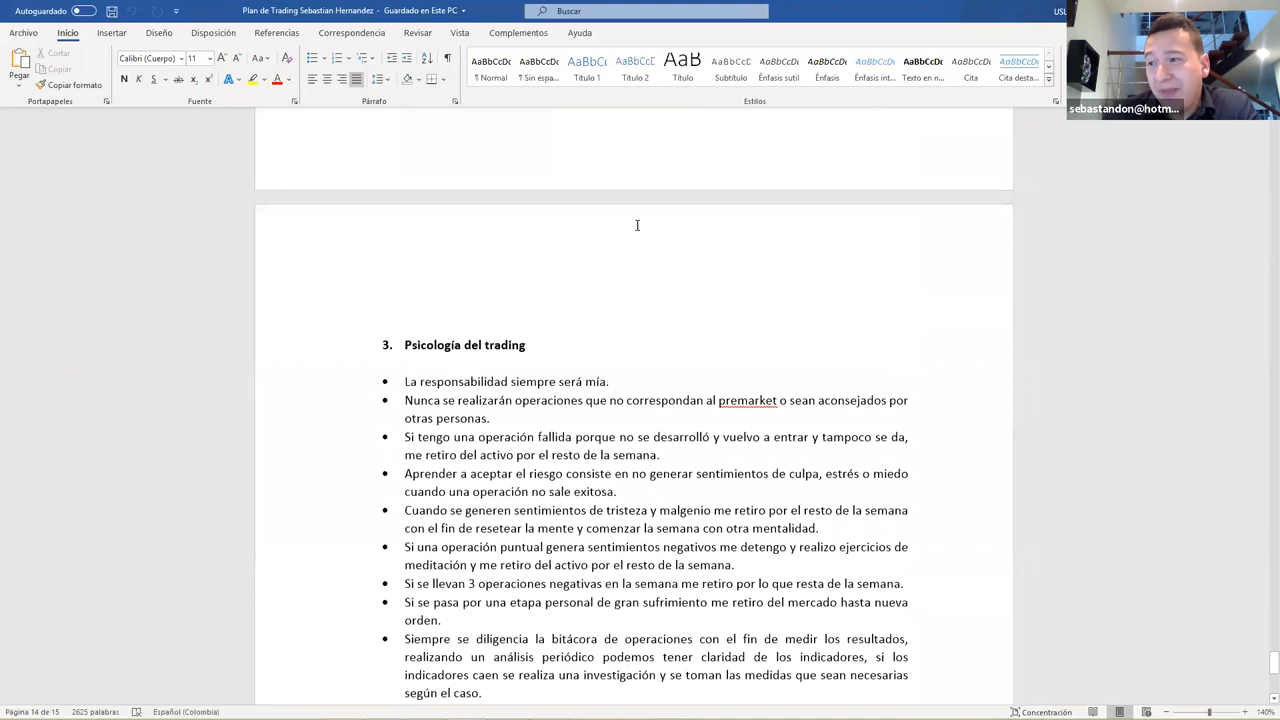 Autoguardado
Plan de Trading Sebastian Hernandez - Guardado en Este PC
Buscar
Archivo Inicio Insertar Diseño Disposición Referencias Correspondencia Revisar Vista Complementos Ayuda
Pegar
Cortar
Copiar
Copiar formato
Portapapeles
Calibri (Cuerpo) 11
Fuente
Párrafo
AaBbCcDc AaBbCcDc AaBbCc AaBbCcC AaB AaBbCcD AaBbCcDc AaBbCcDc AaBbCcDc AaBbCcDc AaBbCcDc AaBbCcDc
¶ Normal ¶ Sin espa... Título 1 Título 2 Título Subtítulo Énfasis sutil Énfasis Énfasis int... Texto en n... Cita Cita desta...
Estilos
sebastandon@hotm...
3. Psicología del trading
• La responsabilidad siempre será mía.
• Nunca se realizarán operaciones que no correspondan al premarket o sean aconsejados por
otras personas.
• Si tengo una operación fallida porque no se desarrolló y vuelvo a entrar y tampoco se da,
me retiro del activo por el resto de la semana.
• Aprender a aceptar el riesgo consiste en no generar sentimientos de culpa, estrés o miedo
cuando una operación no sale exitosa.
• Cuando se generen sentimientos de tristeza y malgenio me retiro por el resto de la semana
con el fin de resetear la mente y comenzar la semana con otra mentalidad.
• Si una operación puntual genera sentimientos negativos me detengo y realizo ejercicios de
meditación y me retiro del activo por el resto de la semana.
• Si se llevan 3 operaciones negativas en la semana me retiro por lo que resta de la semana.
• Si se pasa por una etapa personal de gran sufrimiento me retiro del mercado hasta nueva
orden.
• Siempre se diligencia la bitácora de operaciones con el fin de medir los resultados,
realizando un análisis periódico podemos tener claridad de los indicadores, si los
indicadores caen se realiza una investigación y se toman las medidas que sean necesarias
según el caso.
Página 14 de 15 2625 palabras Español (Colombia) Concentración 140%